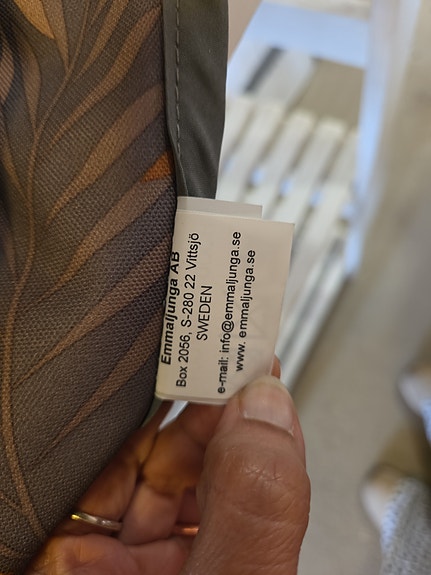 Emmaljunga AB
Box 2056, S-280 22 Vittsjö
SWEDEN
e-mail: info@emmaljunga.se
www. emmaljunga.se